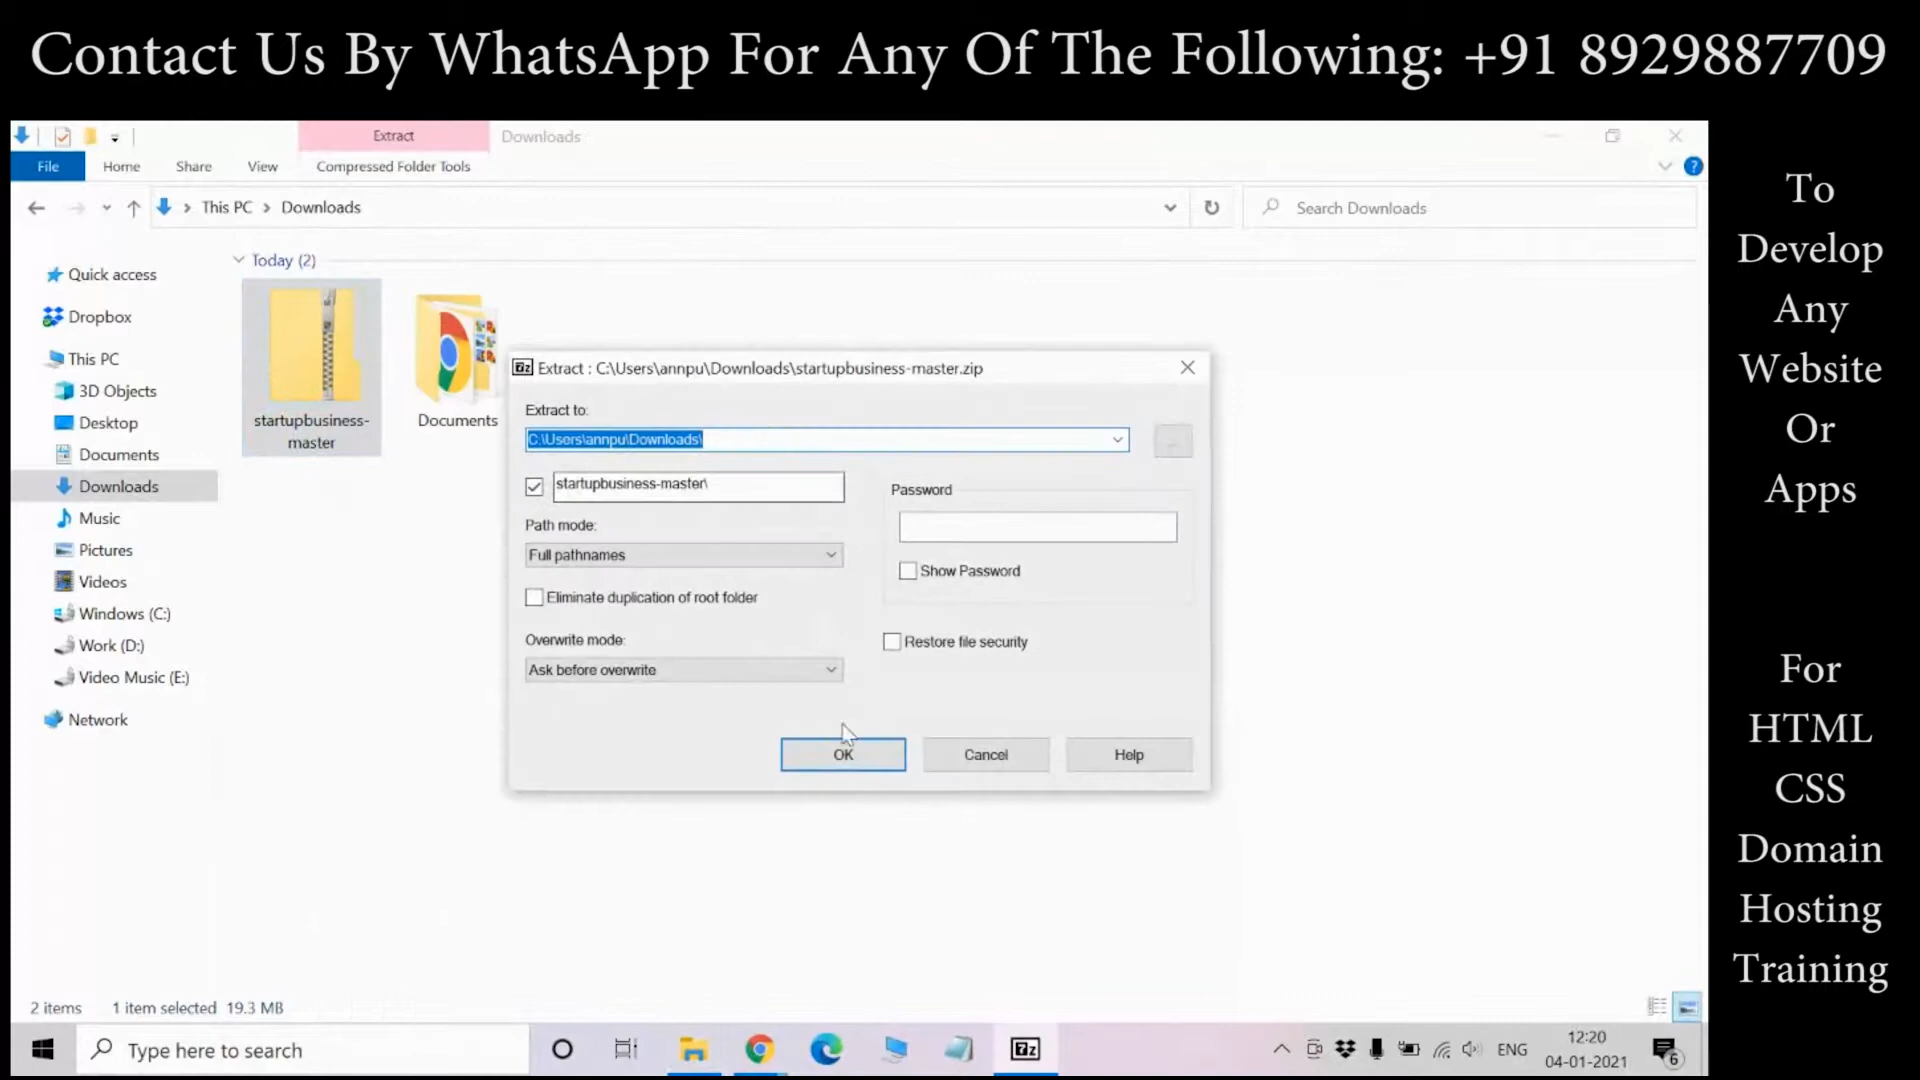 Contact Us By WhatsApp For Any Of The Following: +91 8929887709
Extract
Downloads
File
Home
Share
View
Compressed Folder Tools
This PC
Downloads
Search Downloads
Today (2)
Quick access
Dropbox
This PC
3D Objects
Desktop
Documents
Downloads
Music
Pictures
Videos
Windows (C:)
Work (D:)
Video Music (E:)
Network
startupbusiness-
master
Documents
Extract : C:\Users\annpu\Downloads\startupbusiness-master.zip
Extract to:
C:\Users\annpu\Downloads\
...
startupbusiness-master\
Path mode:
Full pathnames
Eliminate duplication of root folder
Overwrite mode:
Ask before overwrite
Password
Show Password
Restore file security
OK
Cancel
Help
2 items
1 item selected 19.3 MB
Type here to search
7z
ENG
12:20
04-01-2021
6
To
Develop
Any
Website
Or
Apps
For
HTML
CSS
Domain
Hosting
Training